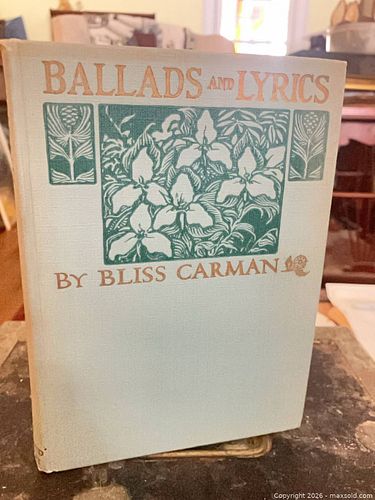 BALLADS AND LYRICS
BY BLISS CARMAN
Copyright 2026 - maxsold.com